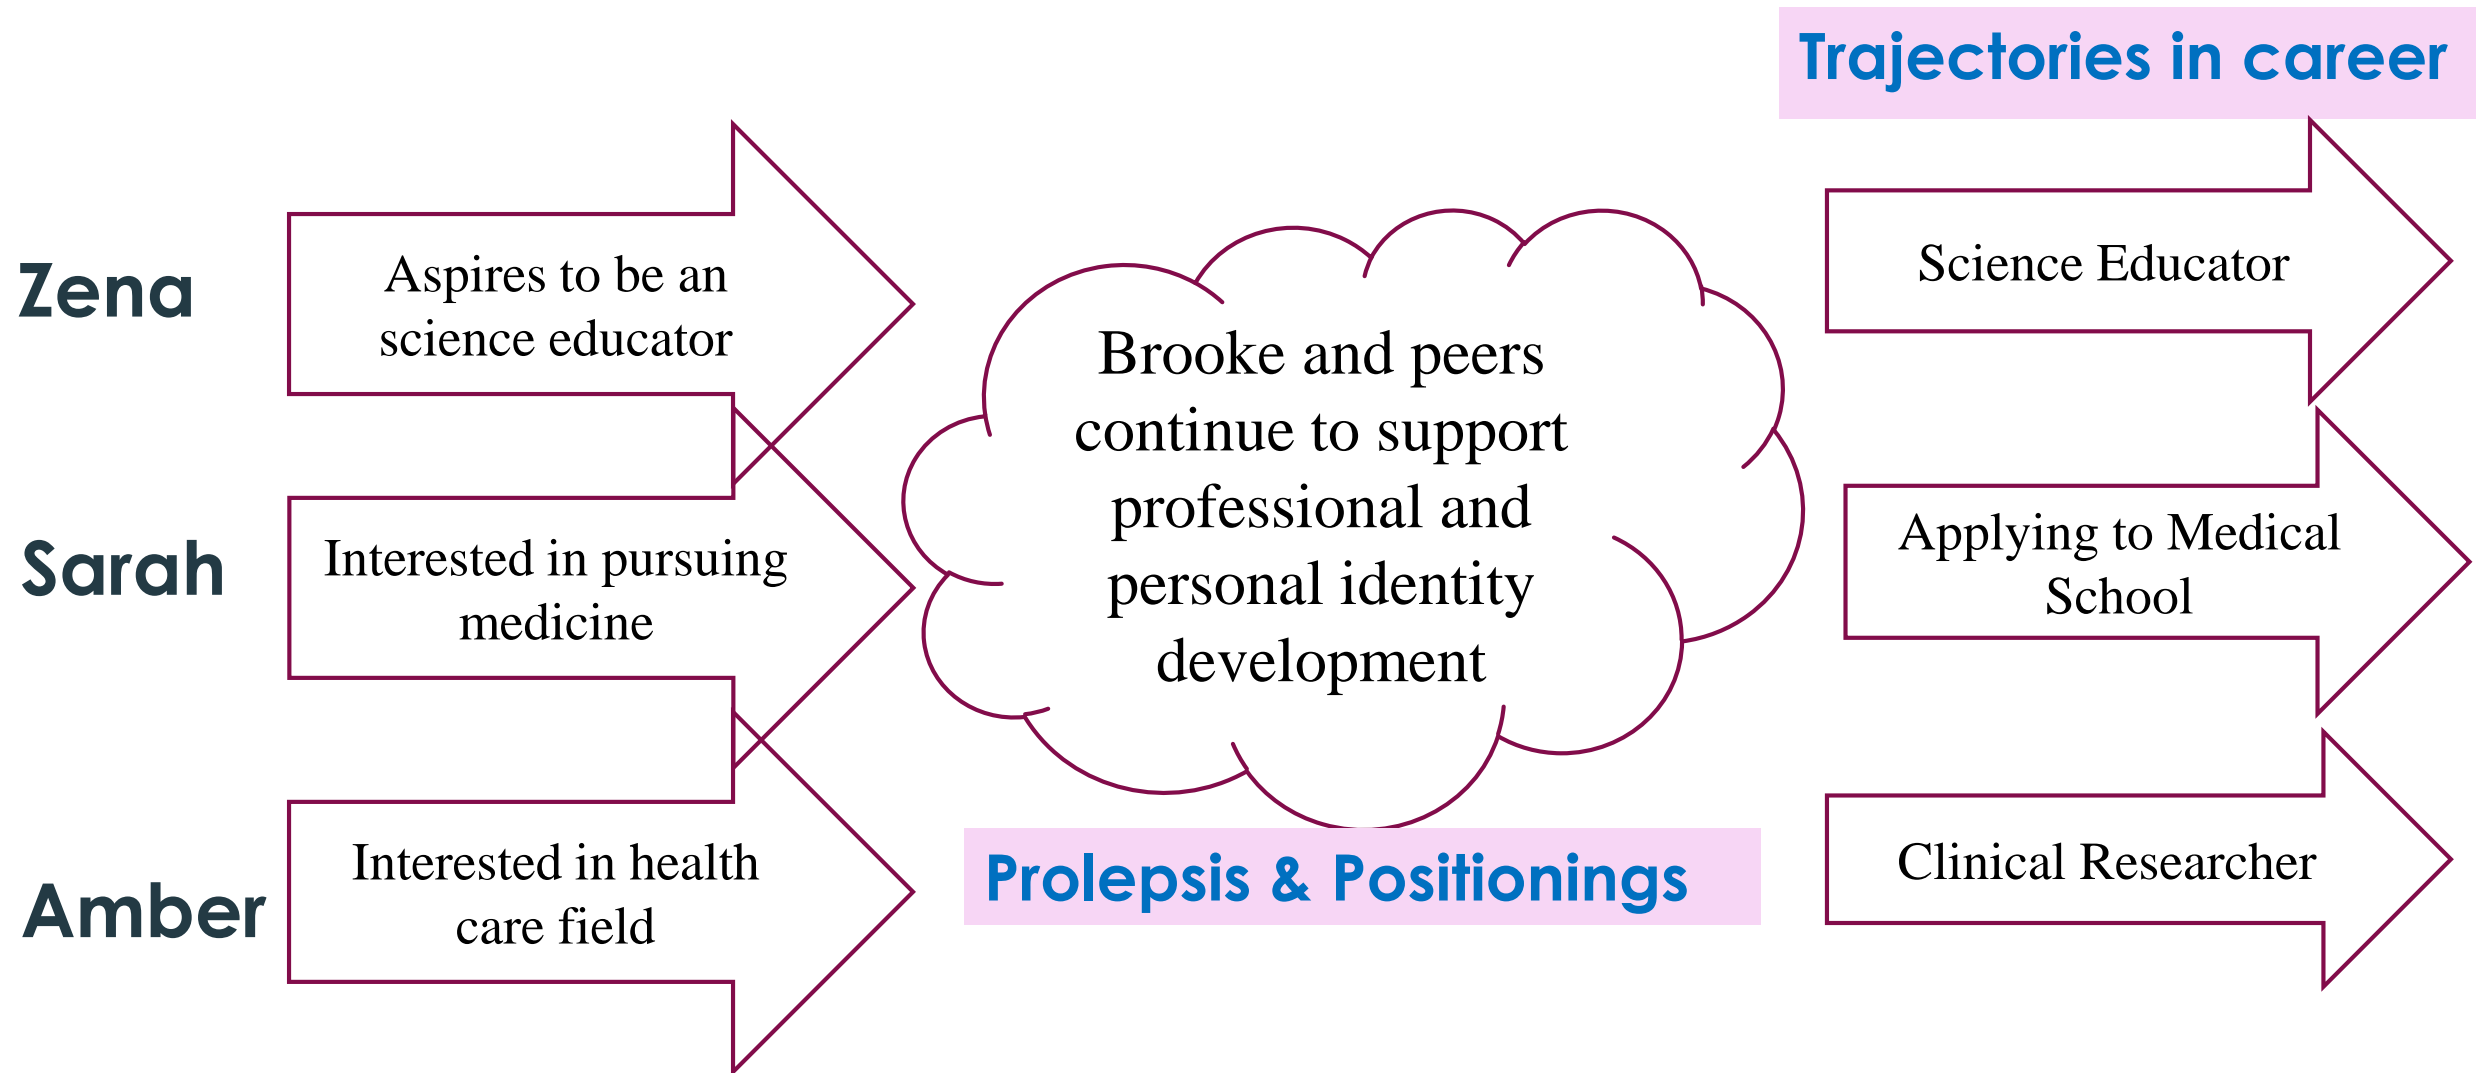 Trajectories in career
Zena
Aspires to be an
science educator
Sarah
Interested in pursuing
medicine
Amber
Interested in health
care field
Brooke and peers
continue to support
professional and
personal identity
development
Prolepsis & Positionings
Science Educator
Applying to Medical
School
Clinical Researcher